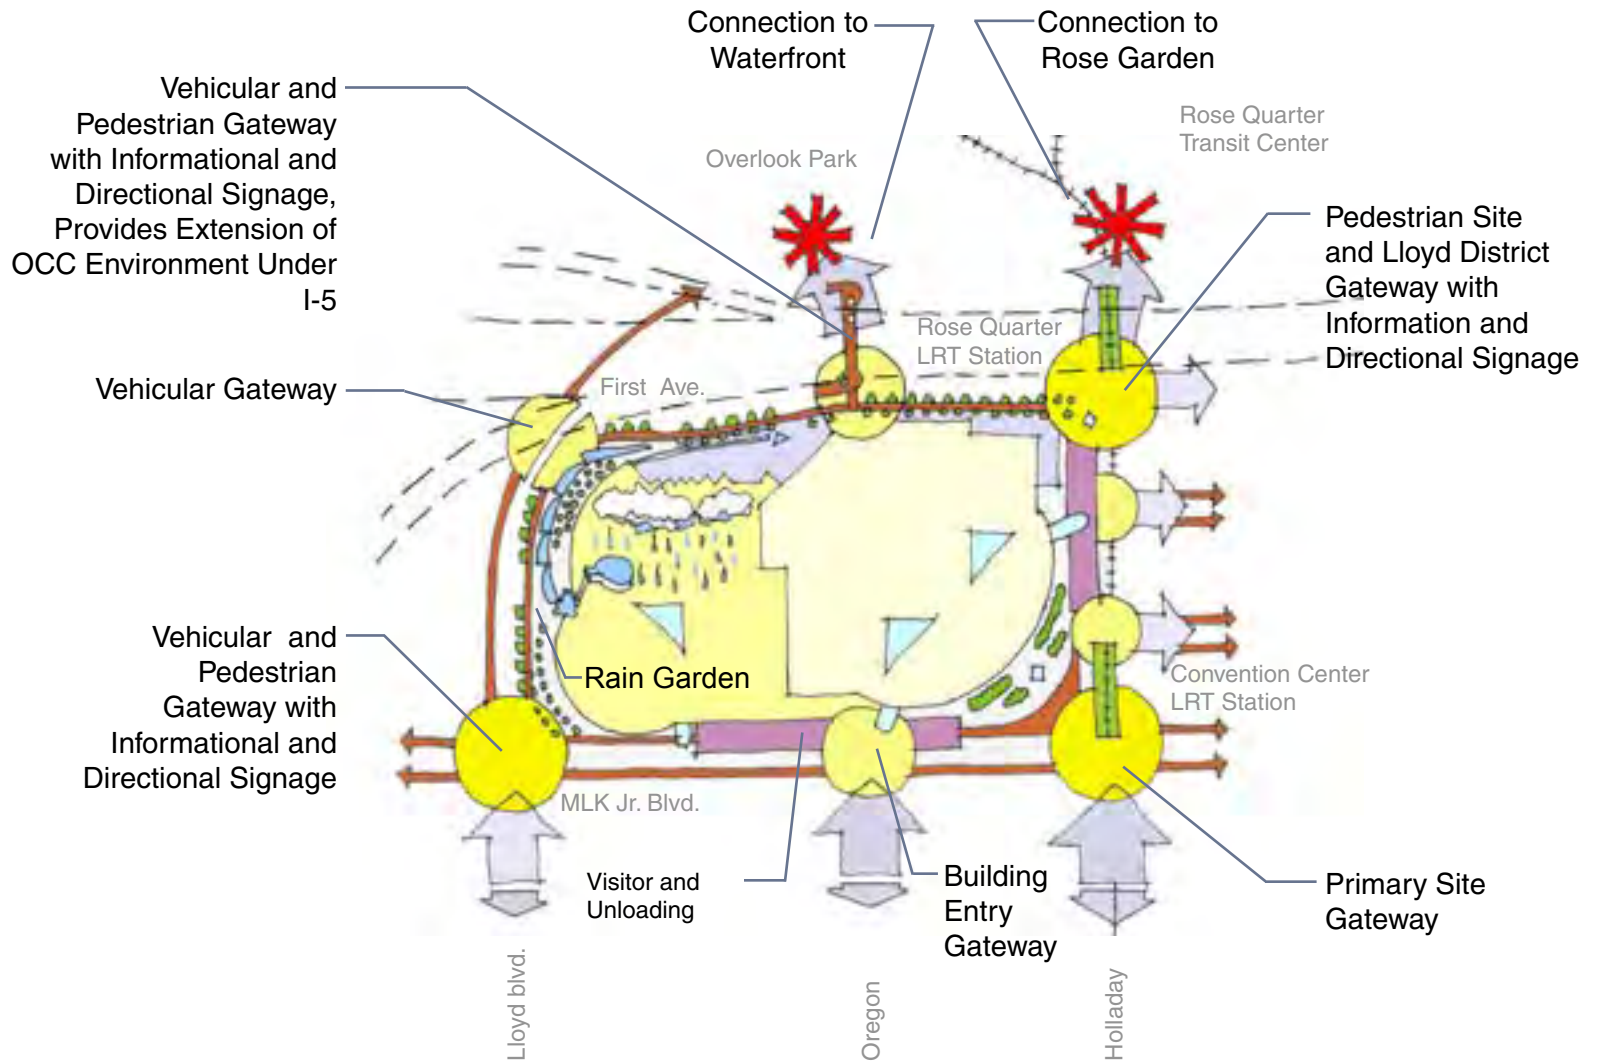 Connection to
Waterfront
Connection to
Rose Garden
Vehicular and
Pedestrian Gateway
with Informational and
Directional Signage,
Provides Extension of
OCC Environment Under
I-5
Rose Quarter
Transit Center
Overlook Park
Pedestrian Site
and Lloyd District
Gateway with
Information and
Directional Signage
Rose Quarter
LRT Station
Vehicular Gateway
First Ave.
Vehicular and
Pedestrian
Gateway with
Informational and
Directional Signage
Rain Garden
Convention Center
LRT Station
MLK Jr. Blvd.
Visitor and
Unloading
Building
Entry
Gateway
Primary Site
Gateway
Lloyd blvd.
Oregon
Holladay